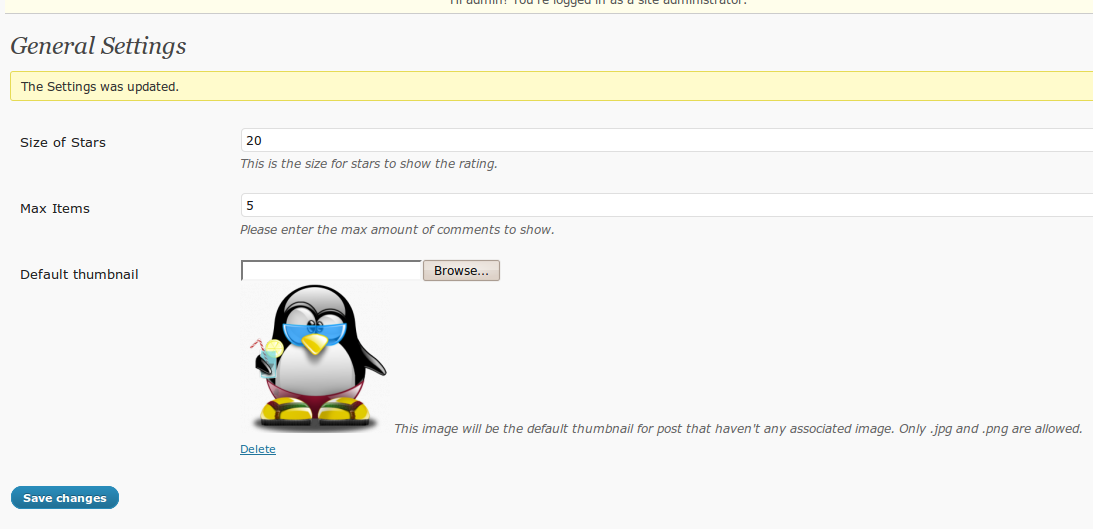 Hi admin! You're logged in as a site administrator.
General Settings
The Settings was updated.
Size of Stars
20
This is the size for stars to show the rating.
Max Items
5
Please enter the max amount of comments to show.
Default thumbnail
Browse...
This image will be the default thumbnail for post that haven't any associated image. Only .jpg and .png are allowed.
Delete
Save changes